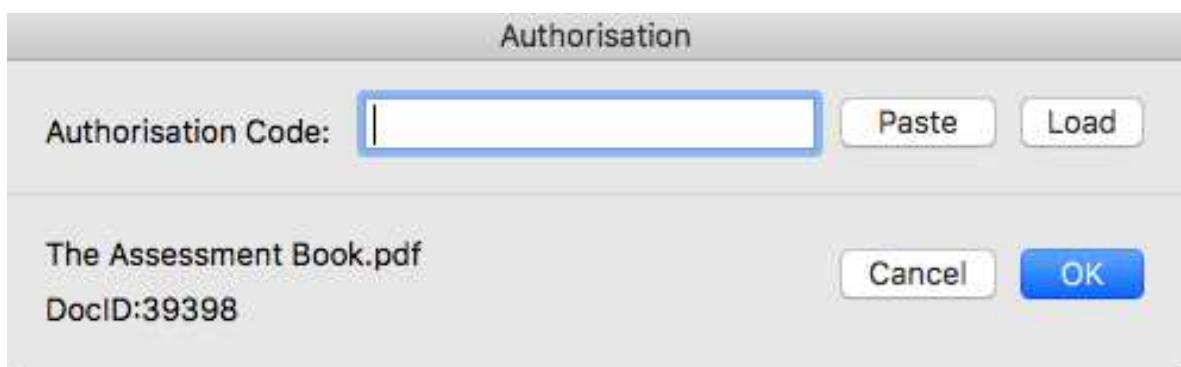 Authorisation
Authorisation Code: Paste Load
The Assessment Book.pdf
Cancel OK
DocID:39398